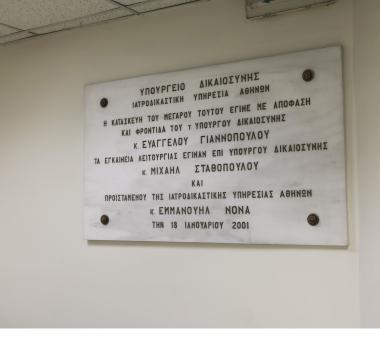 ΥΠΟΥΡΓΕΙΟ ΔΙΚΑΙΟΣΥΝΗΣ
ΙΑΤΡΟΔΙΚΑΣΤΙΚΗ ΥΠΗΡΕΣΙΑ ΑΘΗΝΩΝ
Η ΚΑΤΑΣΚΕΥΗ ΤΟΥ ΜΕΓΑΡΟΥ ΤΟΥΤΟΥ ΕΓΙΝΕ ΜΕ ΑΠΟΦΑΣΗ
ΚΑΙ ΦΡΟΝΤΙΔΑ ΤΟΥ τ ΥΠΟΥΡΓΟΥ ΔΙΚΑΙΟΣΥΝΗΣ
κ. ΕΥΑΓΓΕΛΟΥ ΓΙΑΝΝΟΠΟΥΛΟΥ
ΤΑ ΕΓΚΑΙΝΕΙΑ ΛΕΙΤΟΥΡΓΙΑΣ ΕΓΙΝΑΝ ΕΠΙ ΥΠΟΥΡΓΟΥ ΔΙΚΑΙΟΣΥΝΗΣ
κ. ΜΙΧΑΗΛ ΣΤΑΘΟΠΟΥΛΟΥ
ΚΑΙ
ΠΡΟΙΣΤΑΜΕΝΟΥ ΤΗΣ ΙΑΤΡΟΔΙΚΑΣΤΙΚΗΣ ΥΠΗΡΕΣΙΑΣ ΑΘΗΝΩΝ
κ. ΕΜΜΑΝΟΥΗΛ ΝΟΝΑ
ΤΗΝ 18 ΙΑΝΟΥΑΡΙΟΥ 2001